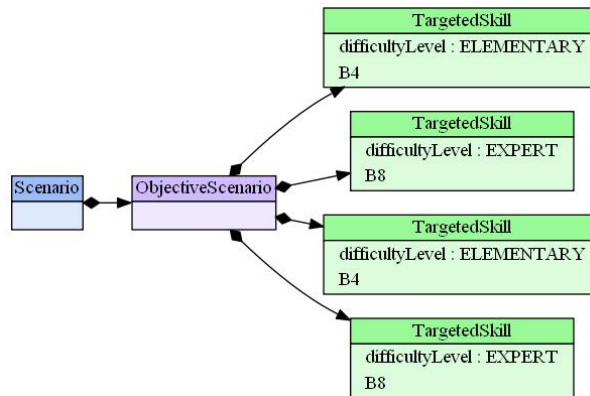 TargetedSkill
difficultyLevel : ELEMENTARY
B4
TargetedSkill
difficultyLevel : EXPERT
B8
Scenario
ObjectiveScenario
TargetedSkill
difficultyLevel : ELEMENTARY
B4
TargetedSkill
difficultyLevel : EXPERT
B8